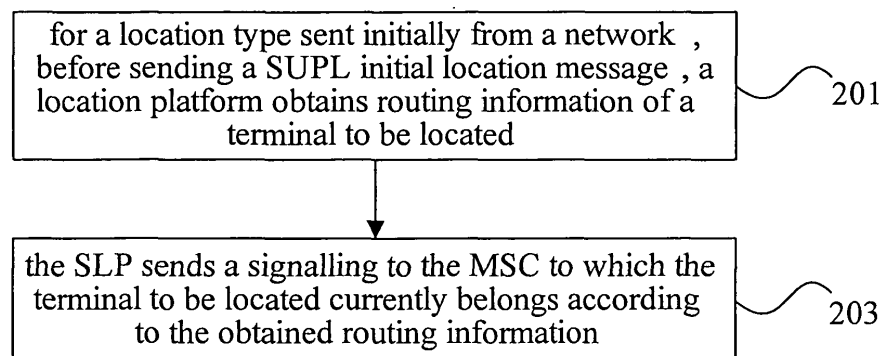 for a location type sent initially from a network ,
before sending a SUPL initial location message , a
location platform obtains routing information of a
terminal to be located
201
the SLP sends a signalling to the MSC to which the
terminal to be located currently belongs according
to the obtained routing information
203